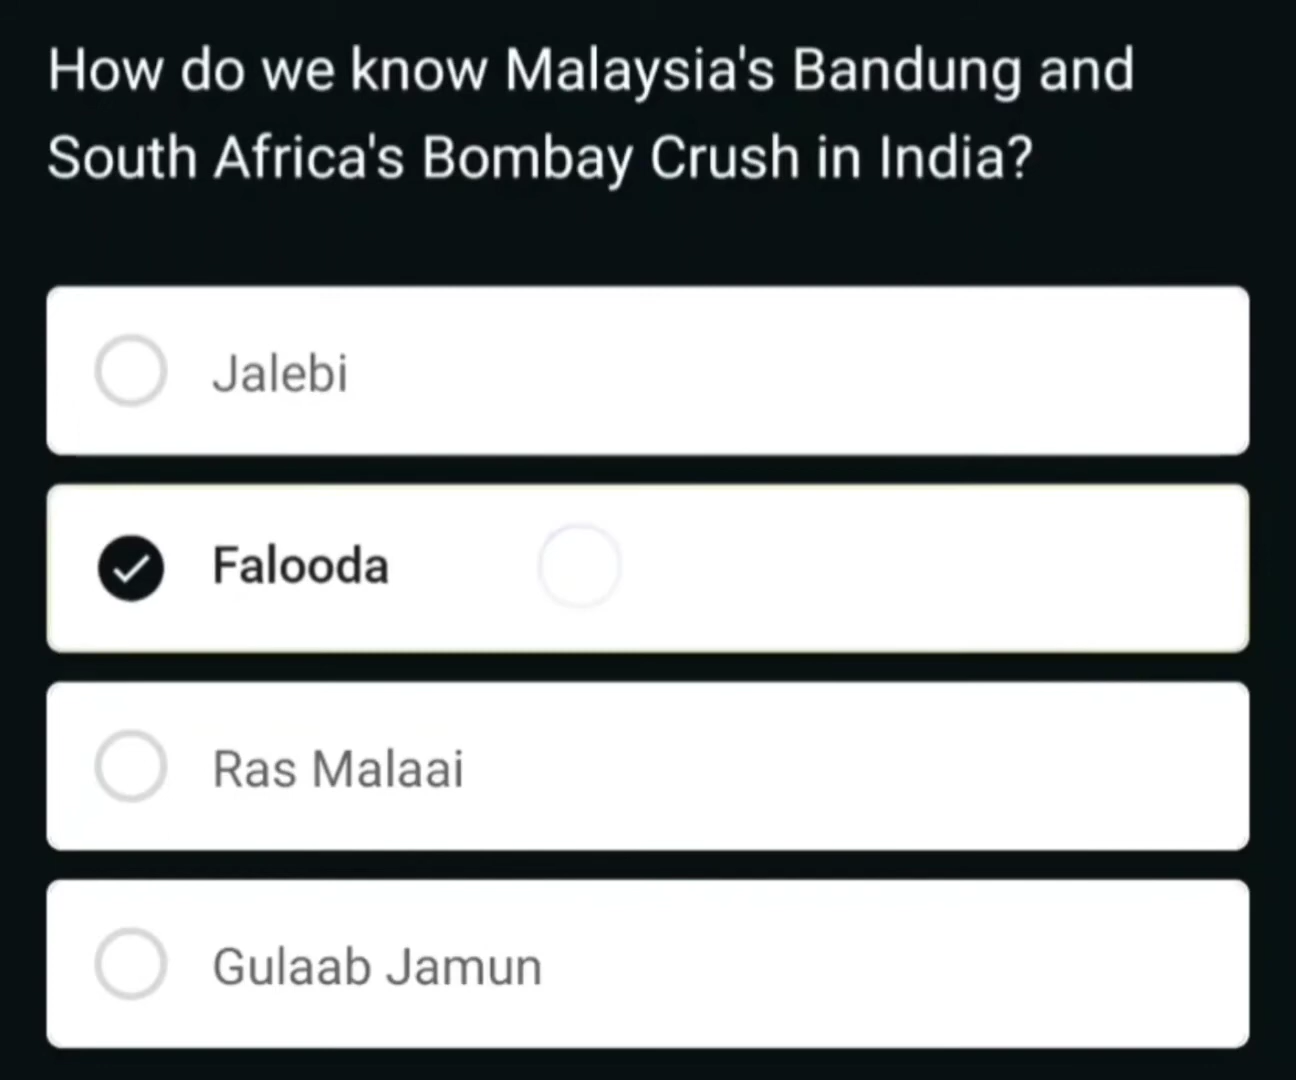 How do we know Malaysia's Bandung and
South Africa's Bombay Crush in India?
Jalebi
Falooda
Ras Malaai
Gulaab Jamun